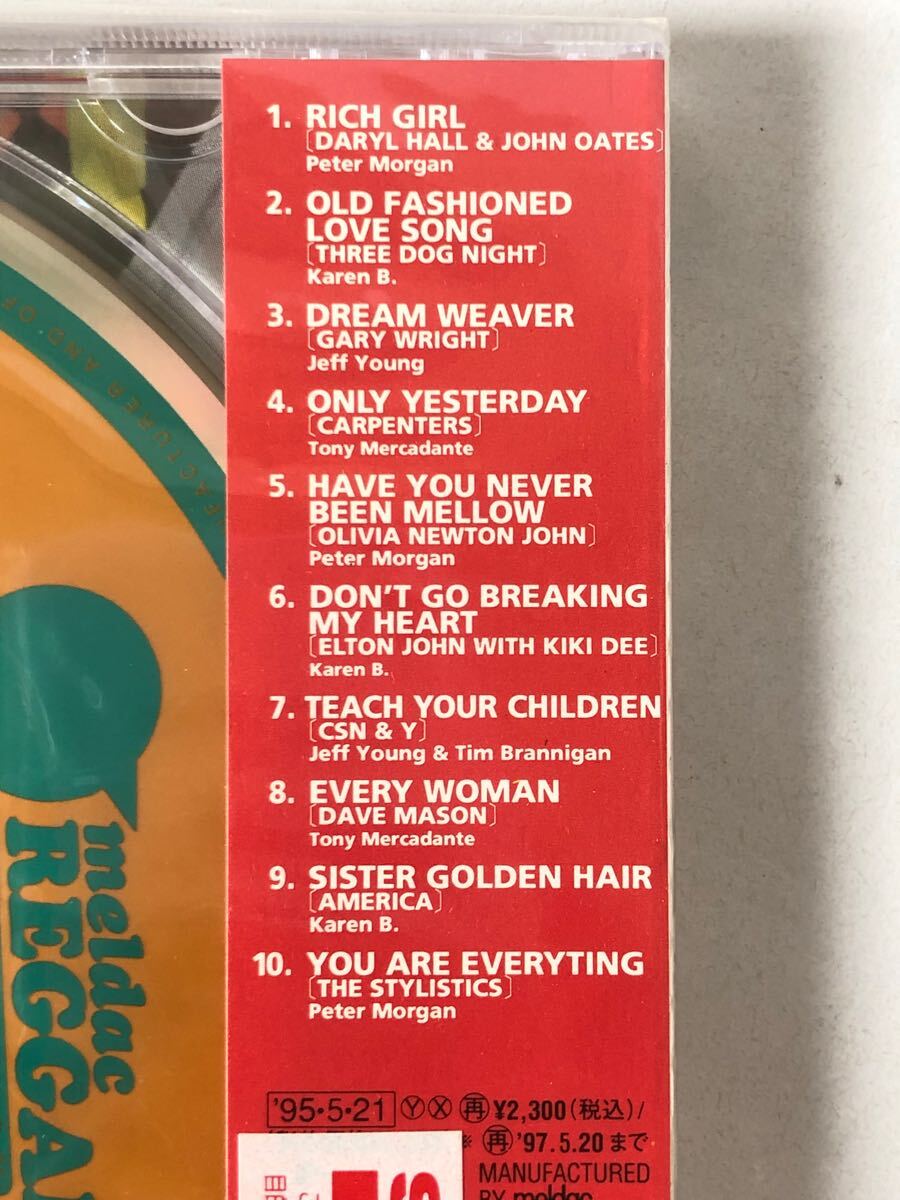 1. RICH GIRL
[DARYL HALL & JOHN OATES]
Peter Morgan
2. OLD FASHIONED
LOVE SONG
[THREE DOG NIGHT]
Karen B.
3. DREAM WEAVER
[GARY WRIGHT]
Jeff Young
4. ONLY YESTERDAY
[CARPENTERS]
Tony Mercadante
5. HAVE YOU NEVER
BEEN MELLOW
[OLIVIA NEWTON JOHN]
Peter Morgan
6. DON'T GO BREAKING
MY HEART
[ELTON JOHN WITH KIKI DEE]
Karen B.
7. TEACH YOUR CHILDREN
[CSN & Y]
Jeff Young & Tim Brannigan
8. EVERY WOMAN
[DAVE MASON]
Tony Mercadante
9. SISTER GOLDEN HAIR
[AMERICA]
Karen B.
10. YOU ARE EVERYTING
[THE STYLISTICS]
Peter Morgan
'95・5・21 Ⓨ Ⓧ ㊢ ¥2,300(税込)/
※ 再 '97.5.20まで
MANUFACTURED
BY meldac
meldac
REGGA
FACTURER AND OF